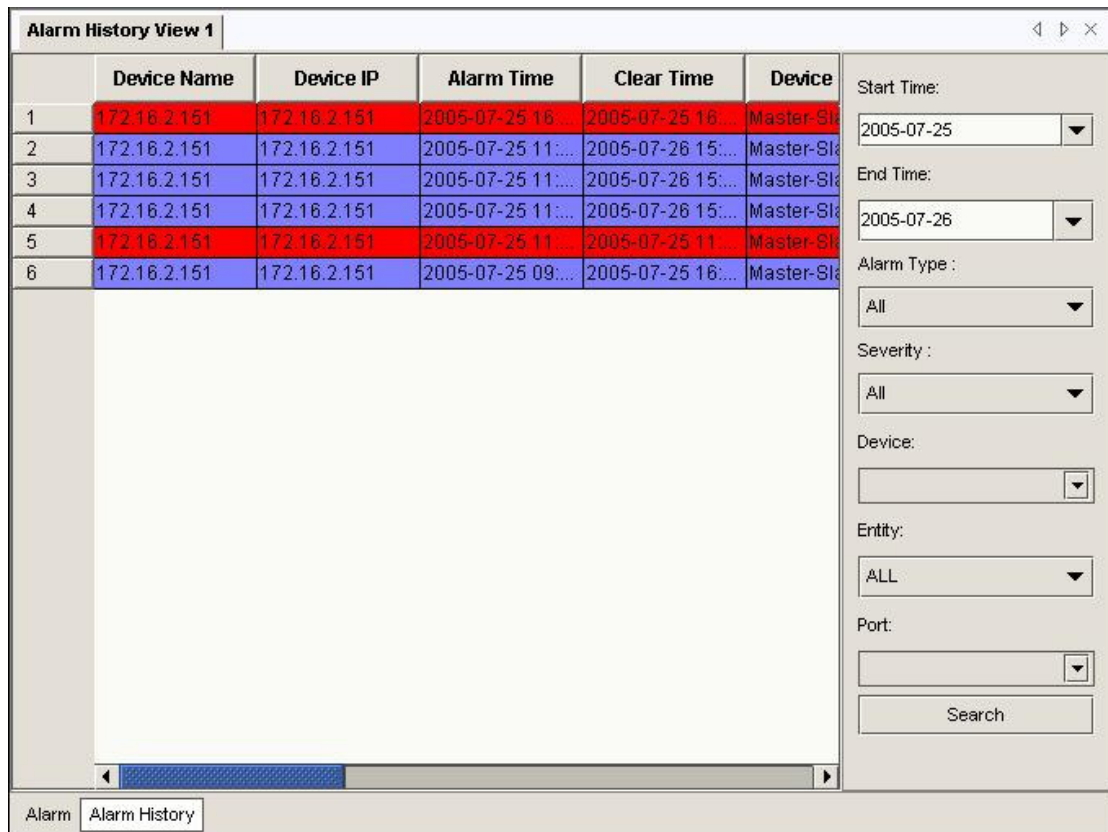 Alarm History View 1
Device Name Device IP Alarm Time Clear Time Device
1 172.16.2.151 172.16.2.151 2005-07-25 16:... 2005-07-25 16:... Master-Sla
2 172.16.2.151 172.16.2.151 2005-07-25 11:... 2005-07-26 15:... Master-Sla
3 172.16.2.151 172.16.2.151 2005-07-25 11:... 2005-07-26 15:... Master-Sla
4 172.16.2.151 172.16.2.151 2005-07-25 11:... 2005-07-26 15:... Master-Sla
5 172.16.2.151 172.16.2.151 2005-07-25 11:... 2005-07-25 11:... Master-Sla
6 172.16.2.151 172.16.2.151 2005-07-25 09:... 2005-07-25 16:... Master-Sla
Start Time:
2005-07-25
End Time:
2005-07-26
Alarm Type :
All
Severity :
All
Device:
Entity:
ALL
Port:
Search
Alarm Alarm History